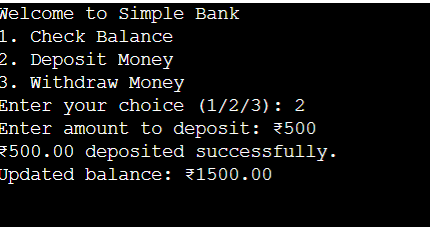 Welcome to Simple Bank
1. Check Balance
2. Deposit Money
3. Withdraw Money
Enter your choice (1/2/3): 2
Enter amount to deposit: ₹500
₹500.00 deposited successfully.
Updated balance: ₹1500.00